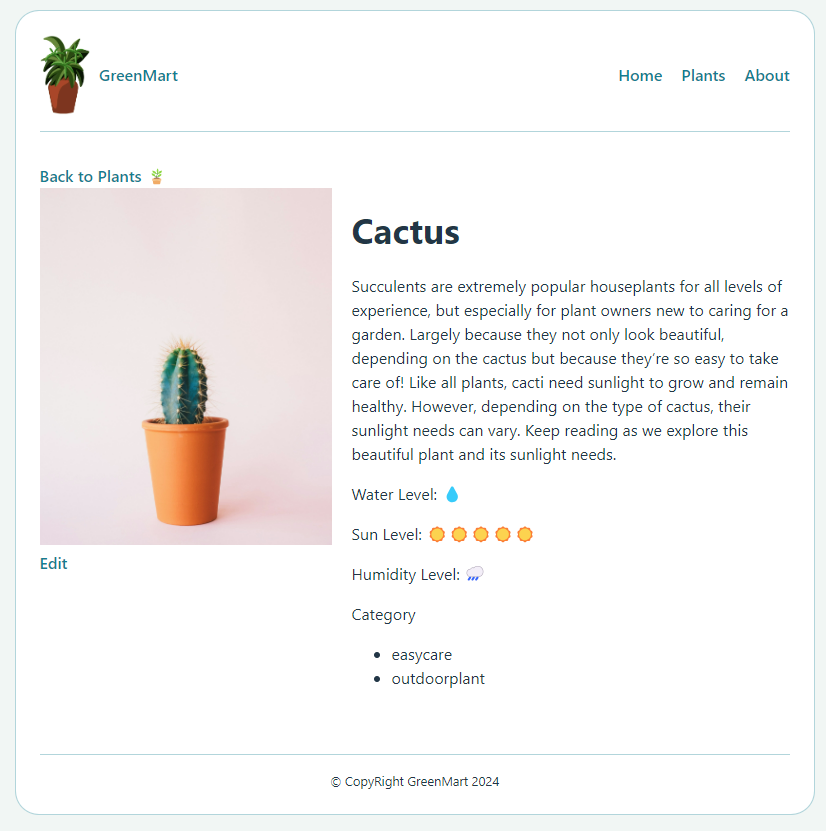 GreenMart
Home Plants About
Back to Plants 🪴
Cactus
Succulents are extremely popular houseplants for all levels of
experience, but especially for plant owners new to caring for a
garden. Largely because they not only look beautiful,
depending on the cactus but because they’re so easy to take
care of! Like all plants, cacti need sunlight to grow and remain
healthy. However, depending on the type of cactus, their
sunlight needs can vary. Keep reading as we explore this
beautiful plant and its sunlight needs.
Water Level: 💧
Sun Level: 🌞🌞🌞🌞🌞
Humidity Level: 🌧️
Edit
Category
• easycare
• outdoorplant
© CopyRight GreenMart 2024